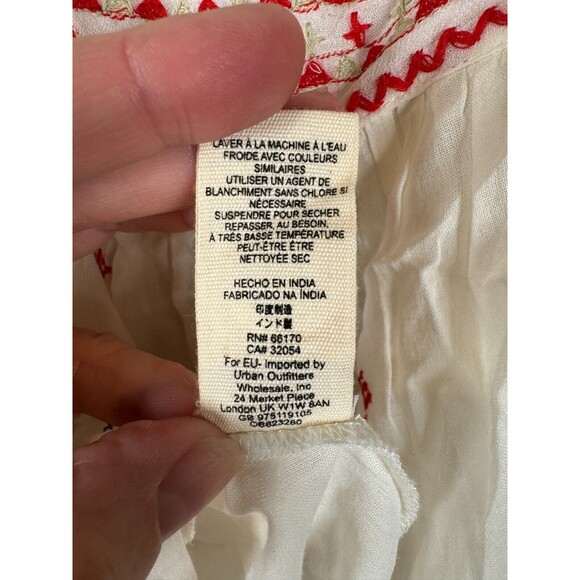 LAVER À LA MACHINE À L'EAU
FROIDE AVEC COULEURS
SIMILAIRES
UTILISER UN AGENT DE
BLANCHIMENT SANS CHLORE SI
NÉCESSAIRE
SUSPENDRE POUR SÉCHER
REPASSER, AU BESOIN,
À TRÈS BASSE TEMPÉRATURE
PEUT-ÊTRE ÊTRE
NETTOYÉE SEC
HECHO EN INDIA
FABRICADO NA ÍNDIA
印度制造
インド製
RN# 66170
CA# 32054
For EU- Imported by
Urban Outfitters
Wholesale, Inc
24 Market Place
London UK W1W 8AN
GB 975119105
OB823280